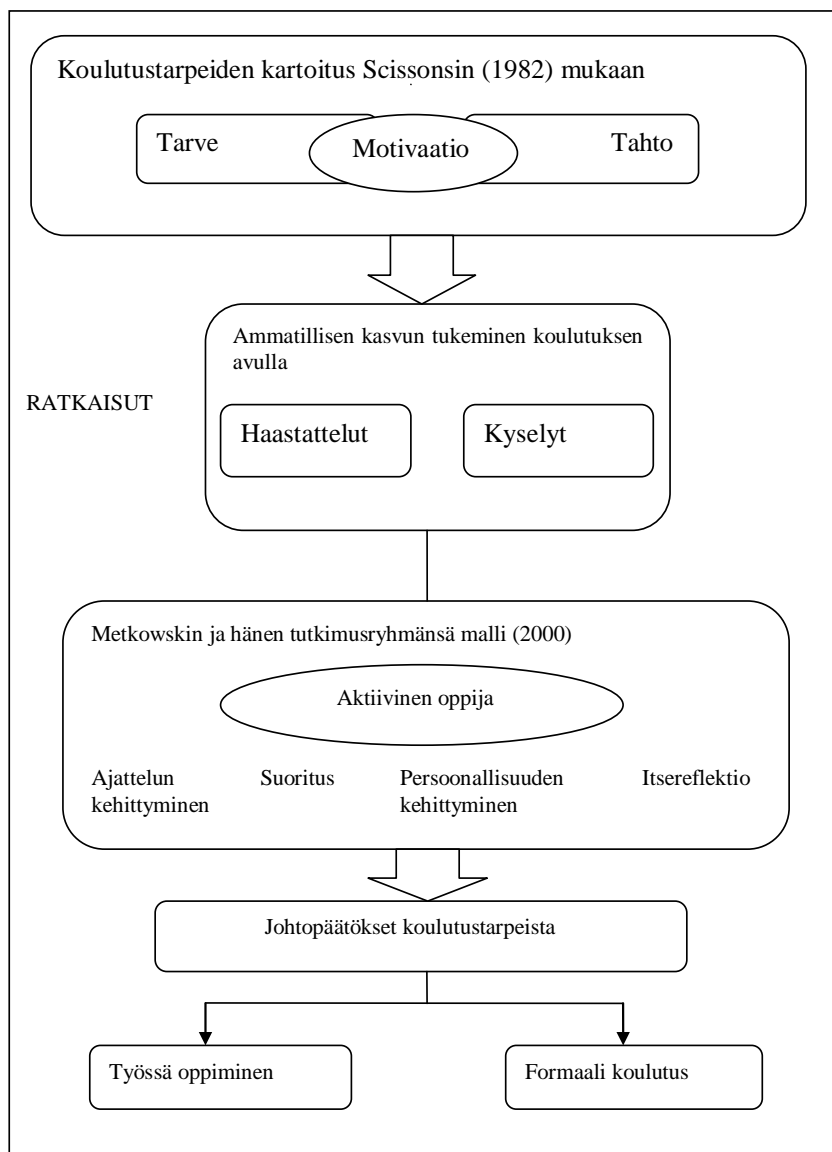 Koulutustarpeiden kartoitus Scissonsin (1982) mukaan
Tarve
Motivaatio
Tahto
Ammatillisen kasvun tukeminen koulutuksen
avulla
RATKAISUT
Haastattelut
Kyselyt
Metkowskin ja hänen tutkimusryhmänsä malli (2000)
Aktiivinen oppija
Ajattelun
kehittyminen
Suoritus
Persoonallisuuden
kehittyminen
Itsereflektio
Johtopäätökset koulutustarpeista
Työssä oppiminen
Formaali koulutus